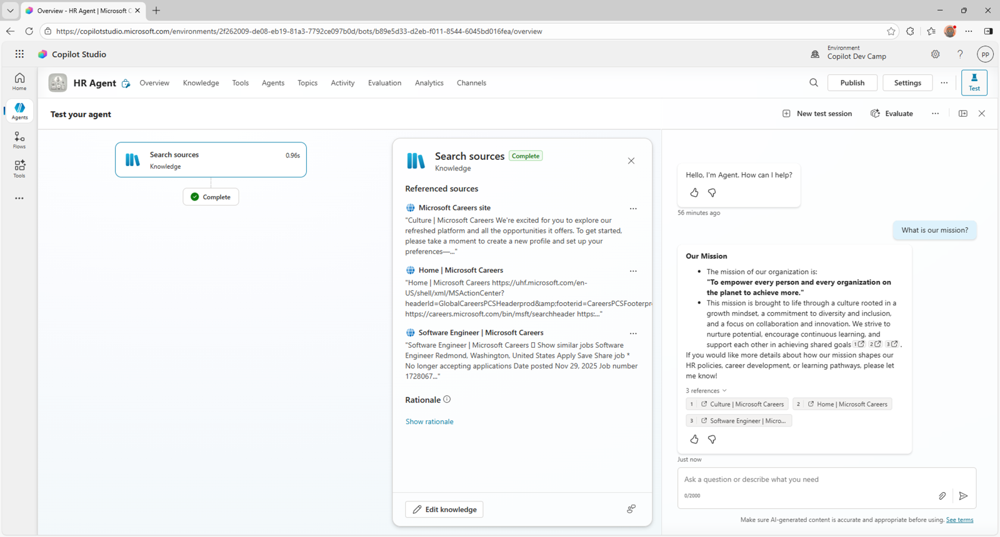 Overview - HR Agent | Microsoft C
https://copilotstudio.microsoft.com/environments/2f262009-de08-eb19-81a3-7792ce097b0d/bots/b89e5d33-d2eb-f011-8544-6045bd016fea/overview
Copilot Studio
Environment
Copilot Dev Camp
PP
Home
Agents
Flows
Tools
HR Agent
Overview
Knowledge
Tools
Agents
Topics
Activity
Evaluation
Analytics
Channels
Publish
Settings
Test
Test your agent
New test session
Evaluate
Search sources
0.96s
Knowledge
Complete
Search sources
Complete
Knowledge
Referenced sources
Microsoft Careers site
"Culture | Microsoft Careers We're excited for you to explore our
refreshed platform and all the opportunities it offers. To get started,
please take a moment to create a new profile and set up your
preferences—..."
Home | Microsoft Careers
"Home | Microsoft Careers https://uhf.microsoft.com/en-
US/shell/xml/MSActionCenter?
headerId=GlobalCareersPCSHeaderprod&amp;footerid=CareersPCSFooterpro
https://careers.microsoft.com/bin/msft/searchheader https:..."
Software Engineer | Microsoft Careers
"Software Engineer | Microsoft Careers  Show similar jobs Software
Engineer Redmond, Washington, United States Apply Save Share job *
No longer accepting applications Date posted Nov 29, 2025 Job number
1728067..."
Rationale
Show rationale
Edit knowledge
Hello, I'm Agent. How can I help?
56 minutes ago
What is our mission?
Our Mission
• The mission of our organization is:
"To empower every person and every organization on
the planet to achieve more."
• This mission is brought to life through a culture rooted in a
growth mindset, a commitment to diversity and inclusion,
and a focus on collaboration and innovation. We strive to
nurture potential, encourage continuous learning, and
support each other in achieving shared goals 1 2 3 .
If you would like more details about how our mission shapes our
HR policies, career development, or learning pathways, please let
me know!
3 references
1 Culture | Microsoft Careers
2 Home | Microsoft Careers
3 Software Engineer | Micro...
Just now
Ask a question or describe what you need
0/2000
Make sure AI-generated content is accurate and appropriate before using. See terms